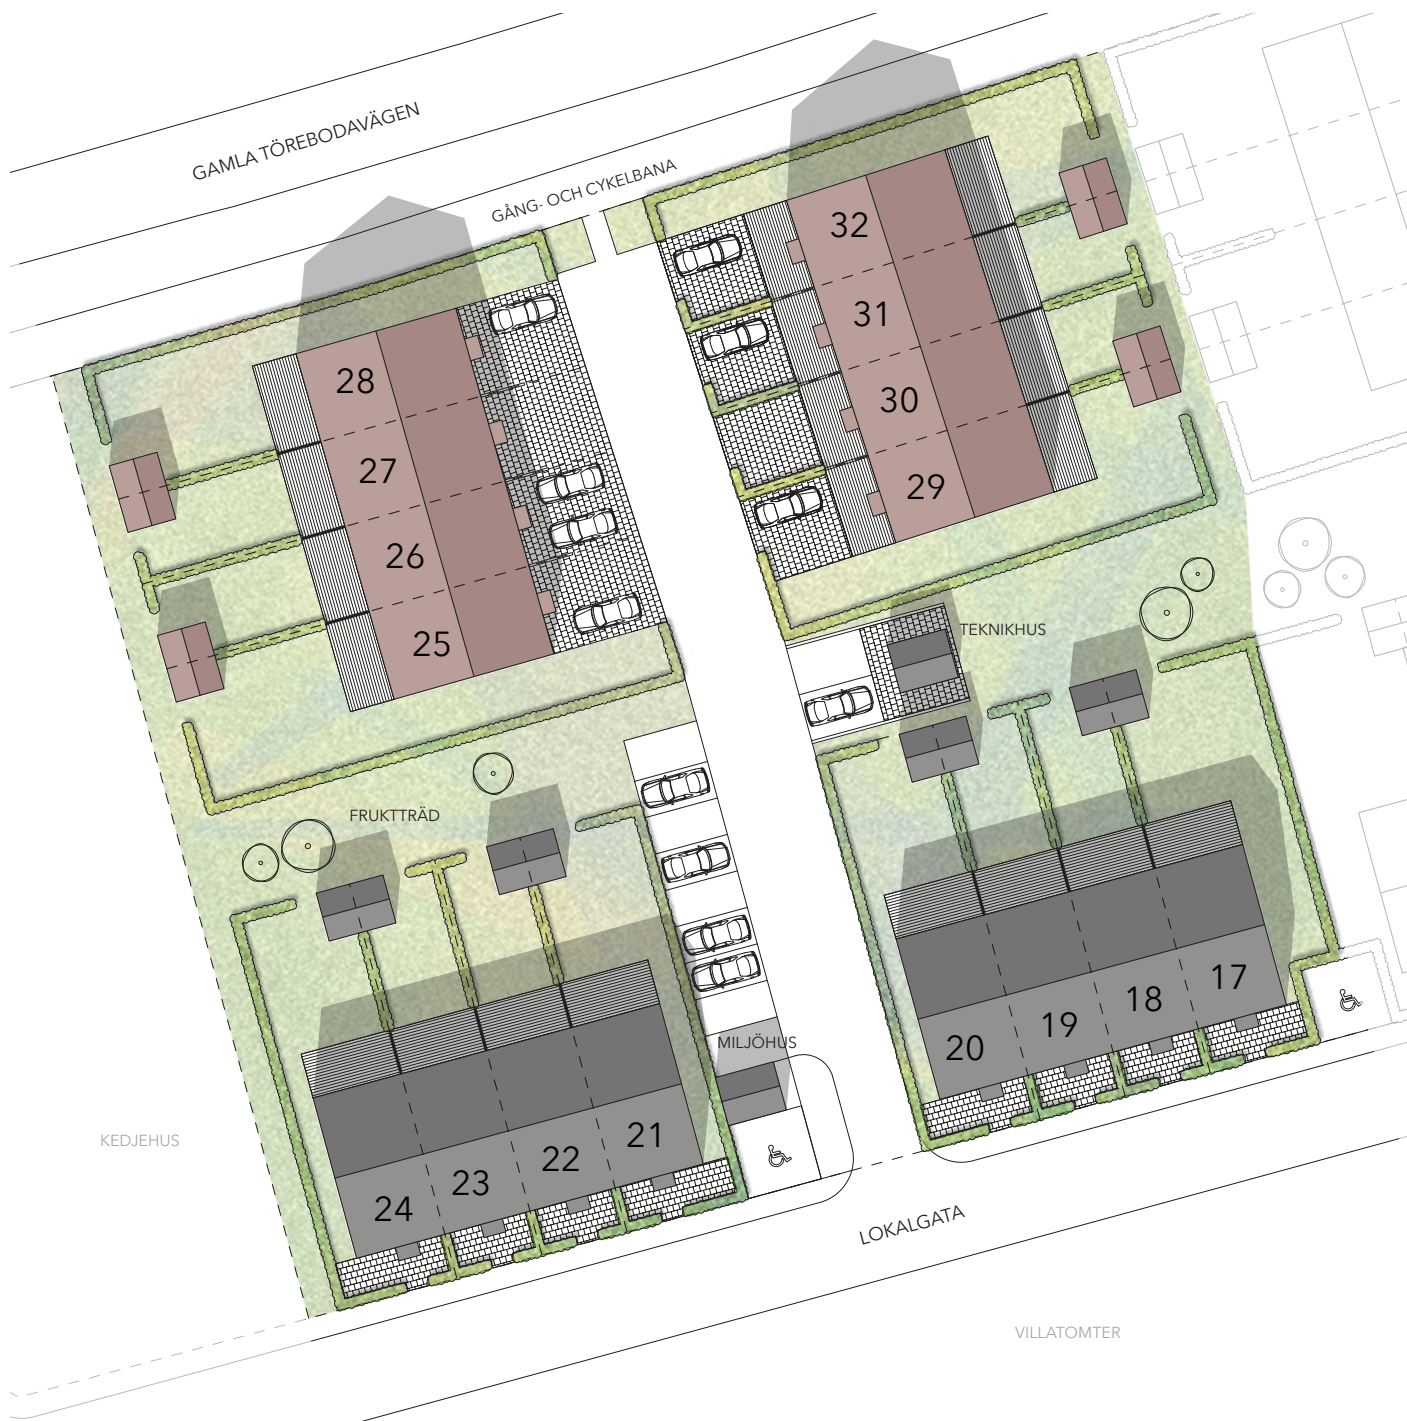 GAMLA TÖREBODAVÄGEN
GÅNG- OCH CYKELBANA
32
31
30
29
28
27
26
25
TEKNIKHUS
FRUKTTRÄD
17
18
19
20
MILJÖHUS
21
22
23
24
KEDJEHUS
LOKALGATA
VILLATOMTER